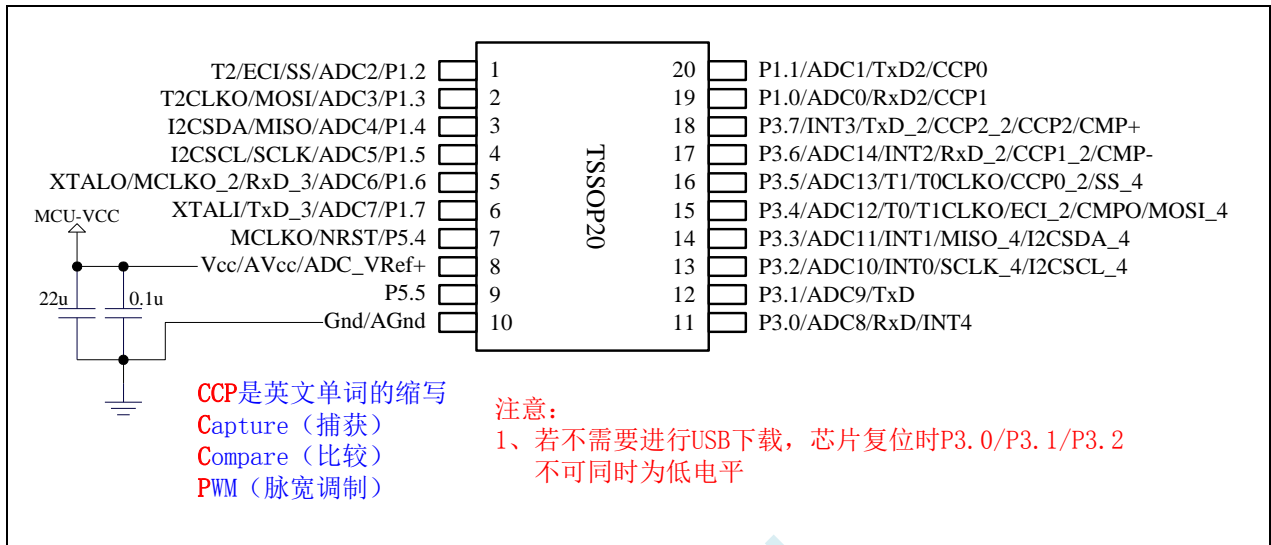 T2/ECI/SS/ADC2/P1.2 1 20 P1.1/ADC1/TxD2/CCP0
T2CLKO/MOSI/ADC3/P1.3 2 19 P1.0/ADC0/RxD2/CCP1
I2CSDA/MISO/ADC4/P1.4 3 18 P3.7/INT3/TxD_2/CCP2_2/CCP2/CMP+
I2CSCL/SCLK/ADC5/P1.5 4 17 P3.6/ADC14/INT2/RxD_2/CCP1_2/CMP-
XTALO/MCLKO_2/RxD_3/ADC6/P1.6 5 16 P3.5/ADC13/T1/T0CLKO/CCP0_2/SS_4
XTALI/TxD_3/ADC7/P1.7 6 15 P3.4/ADC12/T0/T1CLKO/ECI_2/CMPO/MOSI_4
MCLKO/NRST/P5.4 7 14 P3.3/ADC11/INT1/MISO_4/I2CSDA_4
Vcc/AVcc/ADC_VRef+ 8 13 P3.2/ADC10/INT0/SCLK_4/I2CSCL_4
P5.5 9 12 P3.1/ADC9/TxD
Gnd/AGnd 10 11 P3.0/ADC8/RxD/INT4
TSSOP20
MCU-VCC
22u 0.1u
CCP是英文单词的缩写
Capture（捕获）
Compare（比较）
PWM（脉宽调制）
注意：
1、若不需要进行USB下载，芯片复位时P3.0/P3.1/P3.2
不可同时为低电平